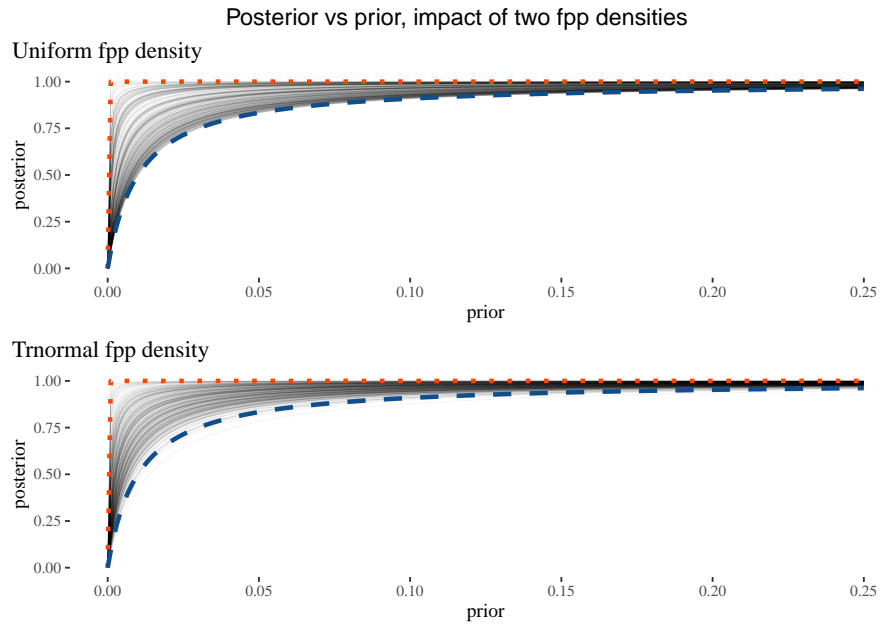 Posterior vs prior, impact of two fpp densities
Uniform fpp density
1.00
0.75
0.50
0.25
0.00
posterior
0.00 0.05 0.10 0.15 0.20 0.25
prior
Trnormal fpp density
1.00
0.75
0.50
0.25
0.00
posterior
0.00 0.05 0.10 0.15 0.20 0.25
prior